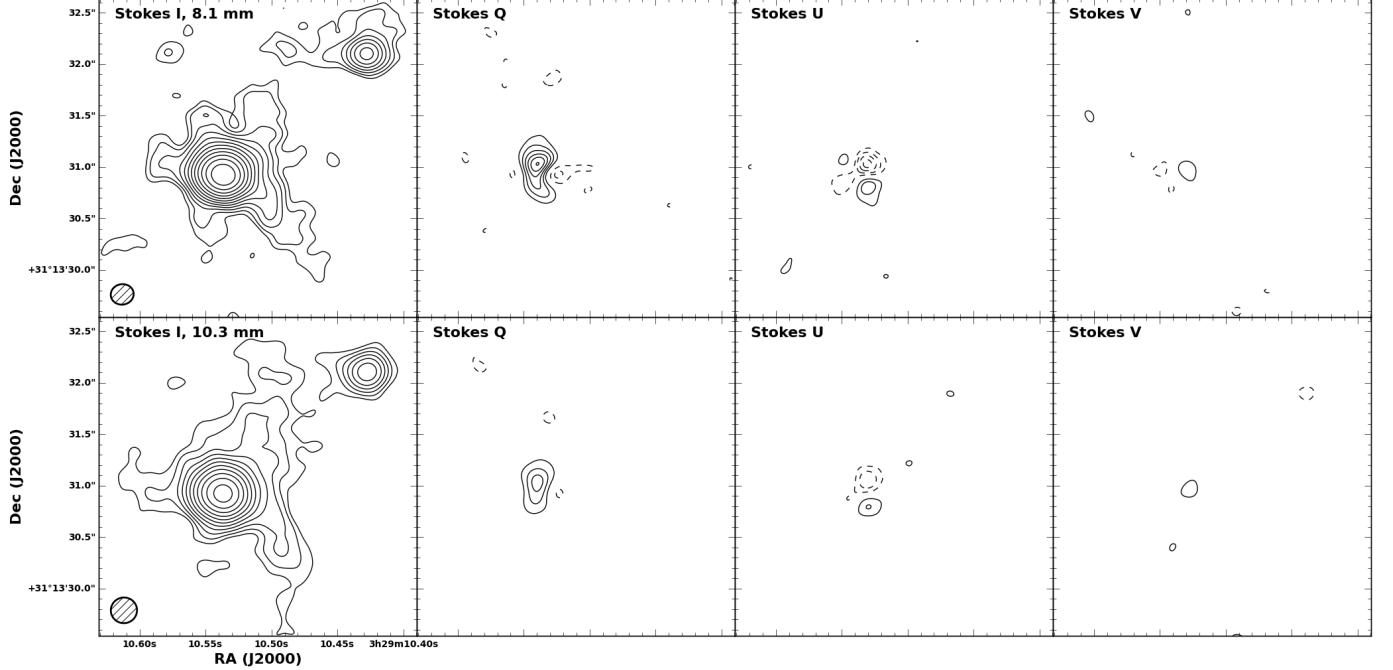 Stokes I, 8.1 mm
Stokes Q
Stokes U
Stokes V
32.5"
32.0"
31.5"
31.0"
30.5"
+31°13'30.0"
Dec (J2000)
Stokes I, 10.3 mm
Stokes Q
Stokes U
Stokes V
32.5"
32.0"
31.5"
31.0"
30.5"
+31°13'30.0"
Dec (J2000)
10.60s 10.55s 10.50s 10.45s 3h29m10.40s
RA (J2000)